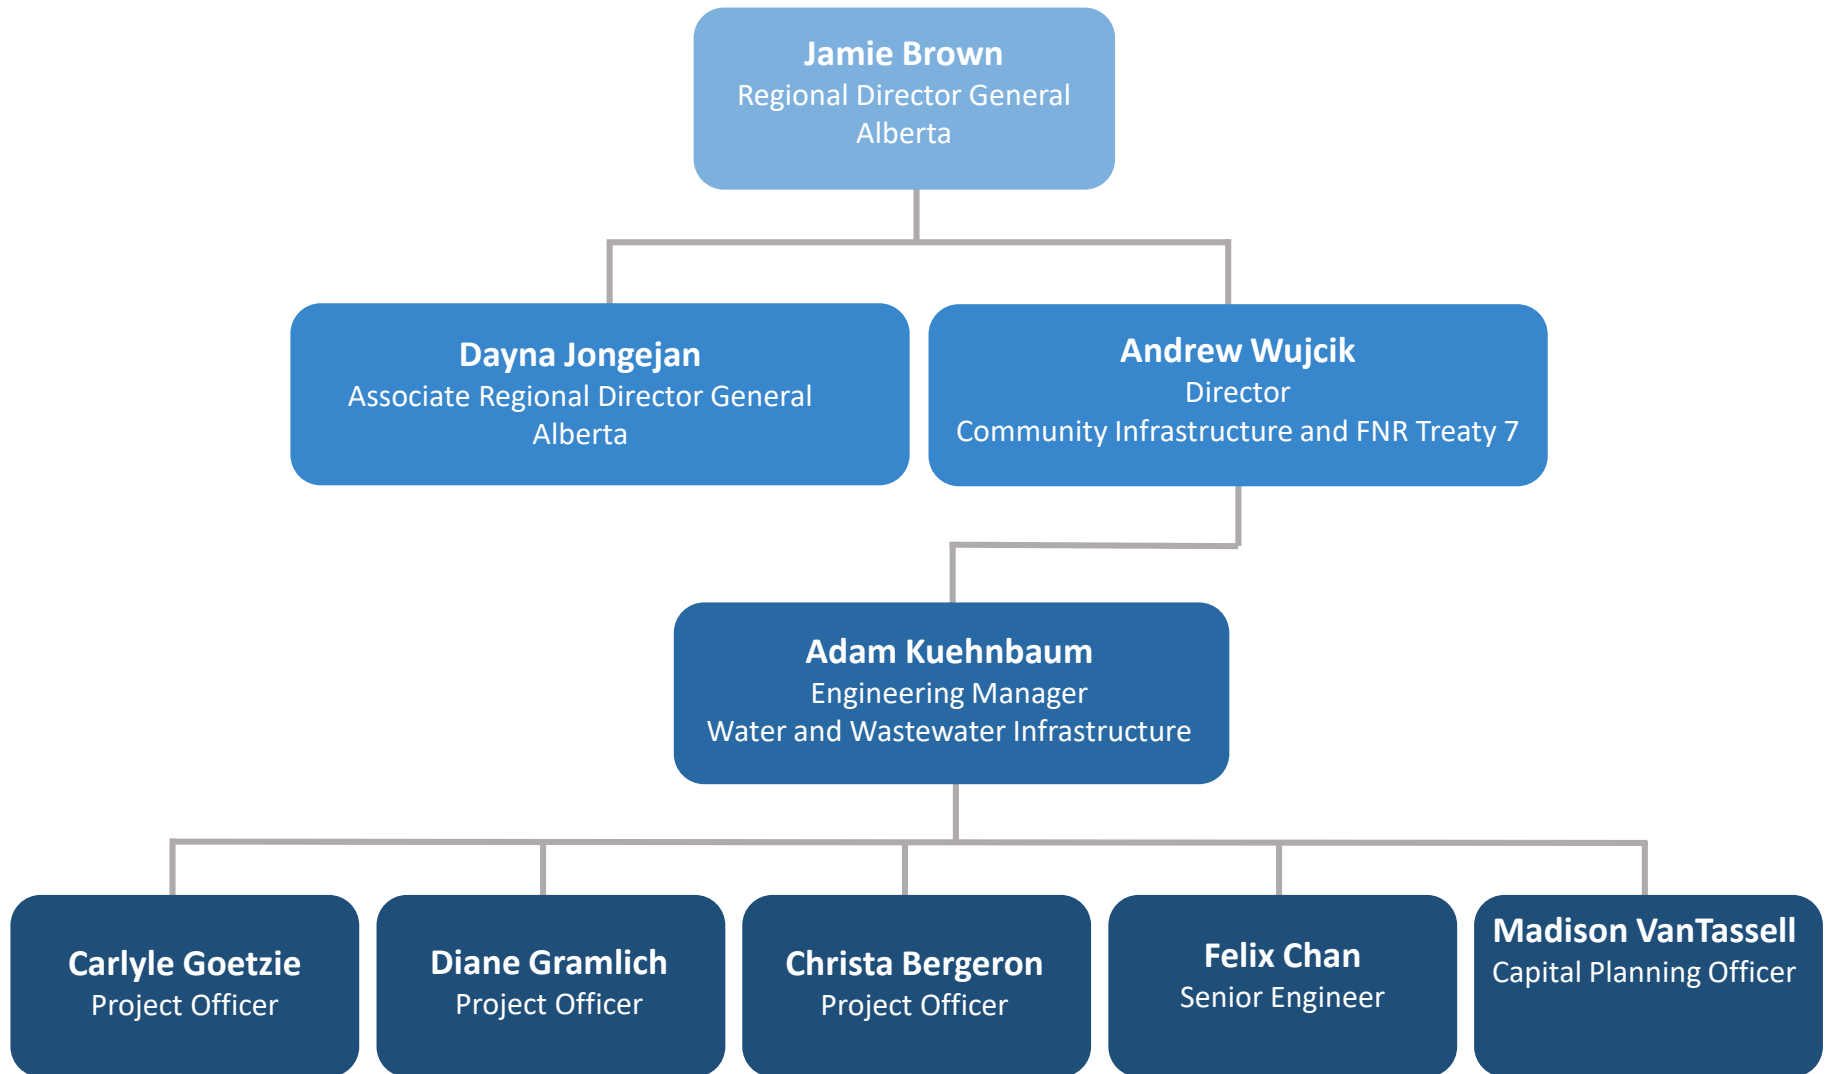 Jamie Brown
Regional Director General
Alberta
Dayna Jongejan
Associate Regional Director General
Alberta
Andrew Wujcik
Director
Community Infrastructure and FNR Treaty 7
Adam Kuehnbaum
Engineering Manager
Water and Wastewater Infrastructure
Carlyle Goetzie
Project Officer
Diane Gramlich
Project Officer
Christa Bergeron
Project Officer
Felix Chan
Senior Engineer
Madison VanTassell
Capital Planning Officer